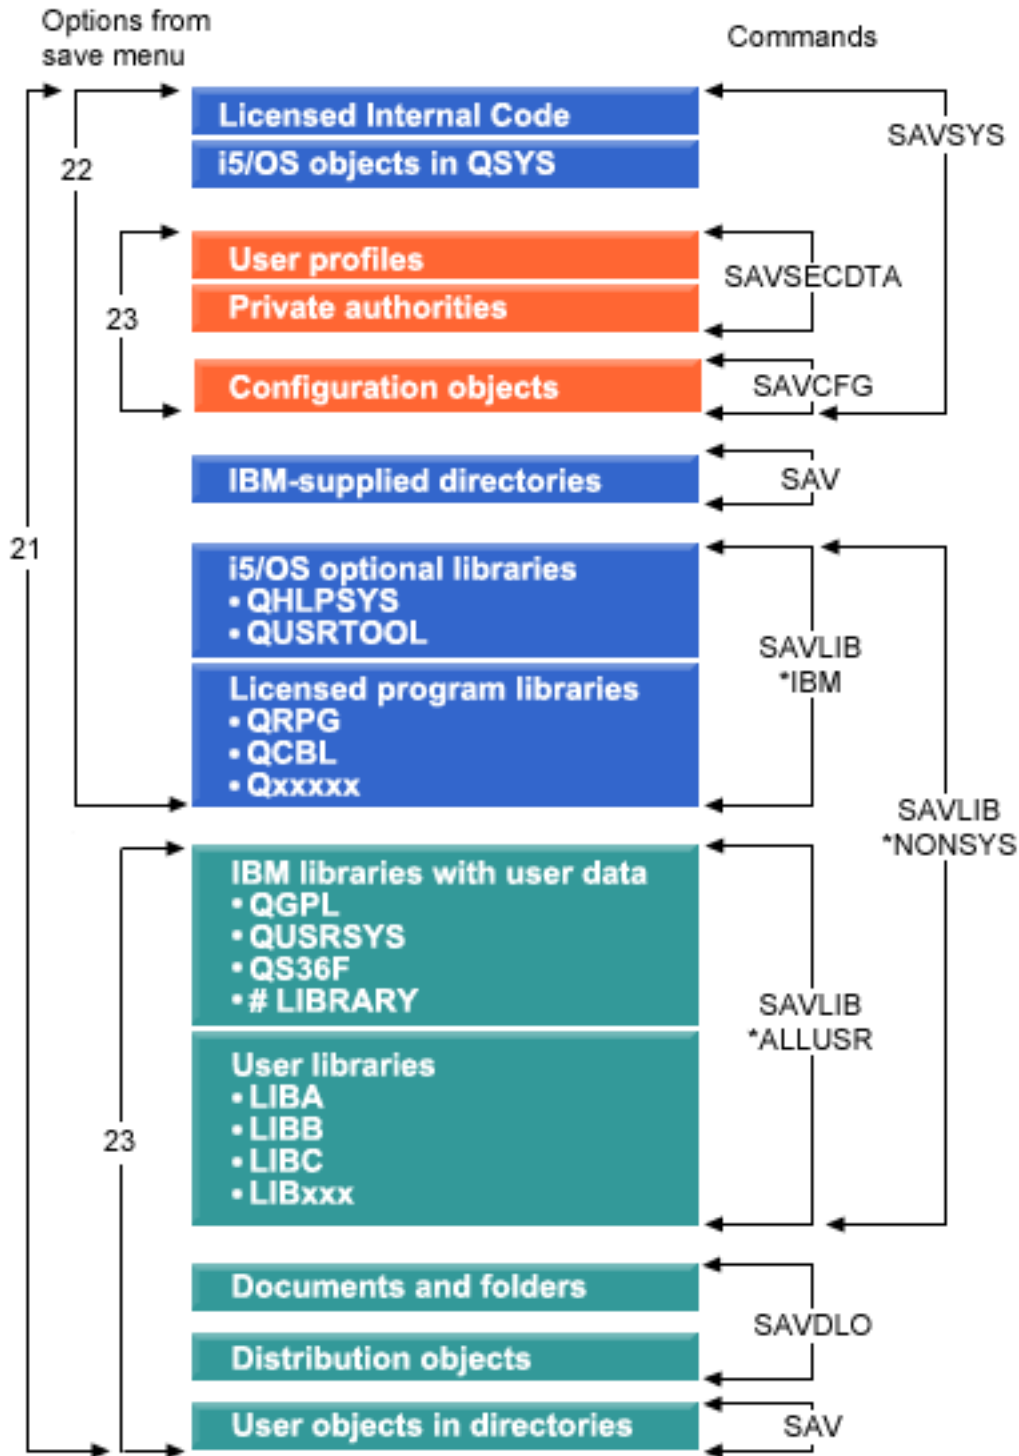 Options from
save menu
Commands
Licensed Internal Code
SAVSYS
i5/OS objects in QSYS
22
User profiles
SAVSECDTA
Private authorities
23
Configuration objects
SAVCFG
IBM-supplied directories
SAV
21
i5/OS optional libraries
• QHLPSYS
• QUSRTOOL
SAVLIB
*IBM
Licensed program libraries
• QRPG
• QCBL
• Qxxxxx
SAVLIB
*NONSYS
IBM libraries with user data
• QGPL
• QUSRSYS
• QS36F
• # LIBRARY
SAVLIB
*ALLUSR
User libraries
• LIBA
• LIBB
• LIBC
• LIBxxx
23
Documents and folders
SAVDLO
Distribution objects
User objects in directories
SAV